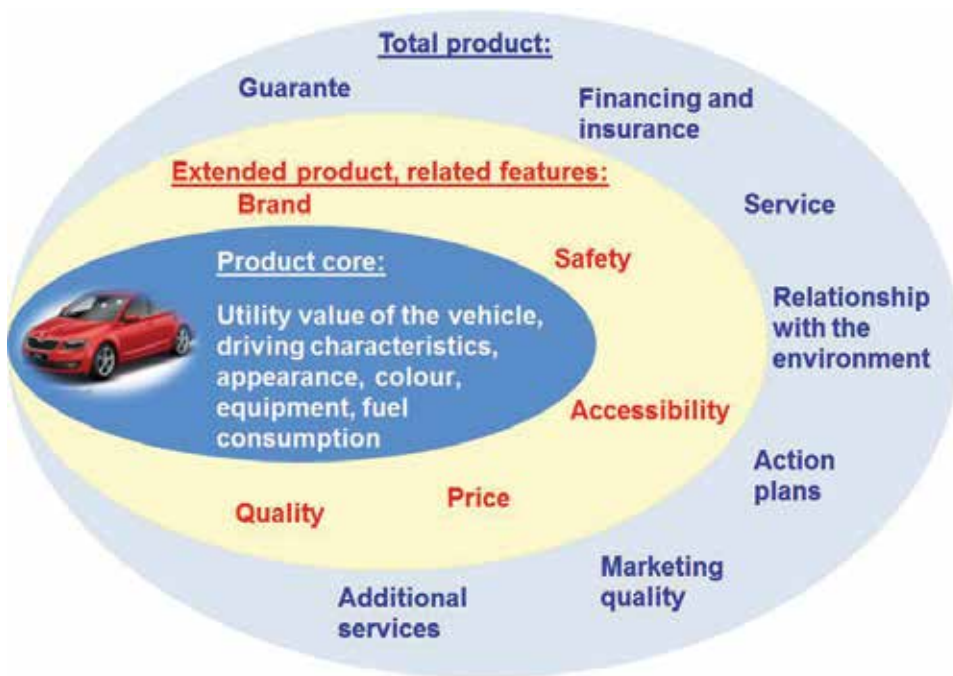 Total product:
Guarante
Financing and
insurance
Extended product, related features:
Brand
Service
Safety
Product core:
Utility value of the vehicle,
driving characteristics,
appearance, colour,
equipment, fuel
consumption
Relationship
with the
environment
Accessibility
Action
plans
Price
Quality
Marketing
quality
Additional
services